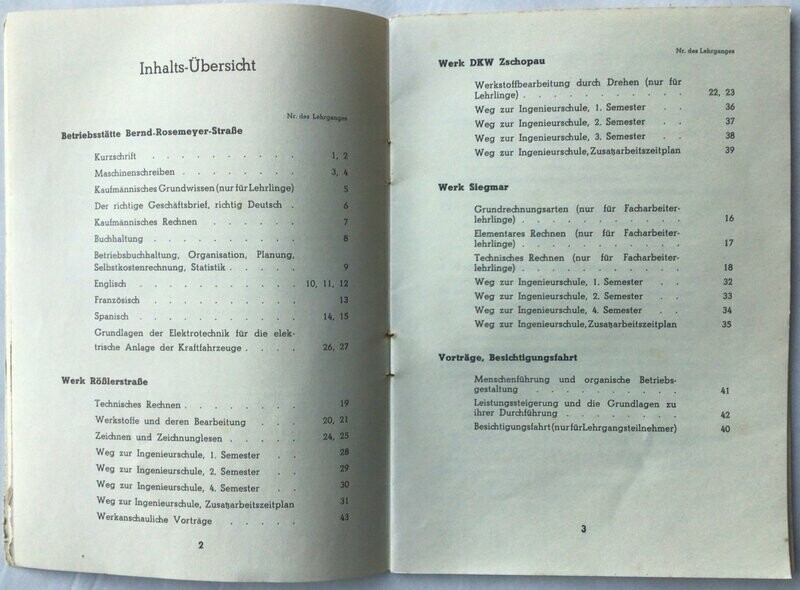 Inhalts-Übersicht
Nr. des Lehrganges
Betriebsstätte Bernd-Rosemeyer-Straße
Kurzschrift . . . . . . . . . 1, 2
Maschinenschreiben . . . . . . . 3, 4
Kaufmännisches Grundwissen (nur für Lehrlinge) 5
Der richtige Geschäftsbrief, richtig Deutsch . 6
Kaufmännisches Rechnen . . . . . . 7
Buchhaltung . . . . . . . . . 8
Betriebsbuchhaltung, Organisation, Planung,
Selbstkostenrechnung, Statistik . . . . . 9
Englisch . . . . . . . . . . 10, 11, 12
Französisch . . . . . . . . . 13
Spanisch . . . . . . . . . . 14, 15
Grundlagen der Elektrotechnik für die elek-
trische Anlage der Kraftfahrzeuge . . . . 26, 27
Werk Rößlerstraße
Technisches Rechnen . . . . . . . 19
Werkstoffe und deren Bearbeitung . . . . 20, 21
Zeichnen und Zeichnunglesen . . . . . 24, 25
Weg zur Ingenieurschule, 1. Semester . . 28
Weg zur Ingenieurschule, 2. Semester . . 29
Weg zur Ingenieurschule, 4. Semester . . 30
Weg zur Ingenieurschule, Zusatzarbeitszeitplan 31
Werkanschauliche Vorträge . . . . . 43
2
Nr. des Lehrganges
Werk DKW Zschopau
Werkstoffbearbeitung durch Drehen (nur für
Lehrlinge) . . . . . . . . . . 22, 23
Weg zur Ingenieurschule, 1. Semester . . 36
Weg zur Ingenieurschule, 2. Semester . . 37
Weg zur Ingenieurschule, 3. Semester . . 38
Weg zur Ingenieurschule, Zusatzarbeitszeitplan 39
Werk Siegmar
Grundrechnungsarten (nur für Facharbeiter-
lehrlinge) . . . . . . . . . . 16
Elementares Rechnen (nur für Facharbeiter-
lehrlinge) . . . . . . . . . . 17
Technisches Rechnen (nur für Facharbeiter-
lehrlinge) . . . . . . . . . . 18
Weg zur Ingenieurschule, 1. Semester . . 32
Weg zur Ingenieurschule, 2. Semester . . 33
Weg zur Ingenieurschule, 4. Semester . . 34
Weg zur Ingenieurschule, Zusatzarbeitszeitplan 35
Vorträge, Besichtigungsfahrt
Menschenführung und organische Betriebs-
gestaltung . . . . . . . . . . 41
Leistungssteigerung und die Grundlagen zu
ihrer Durchführung . . . . . . . 42
Besichtigungsfahrt (nur für Lehrgangsteilnehmer) 40
3